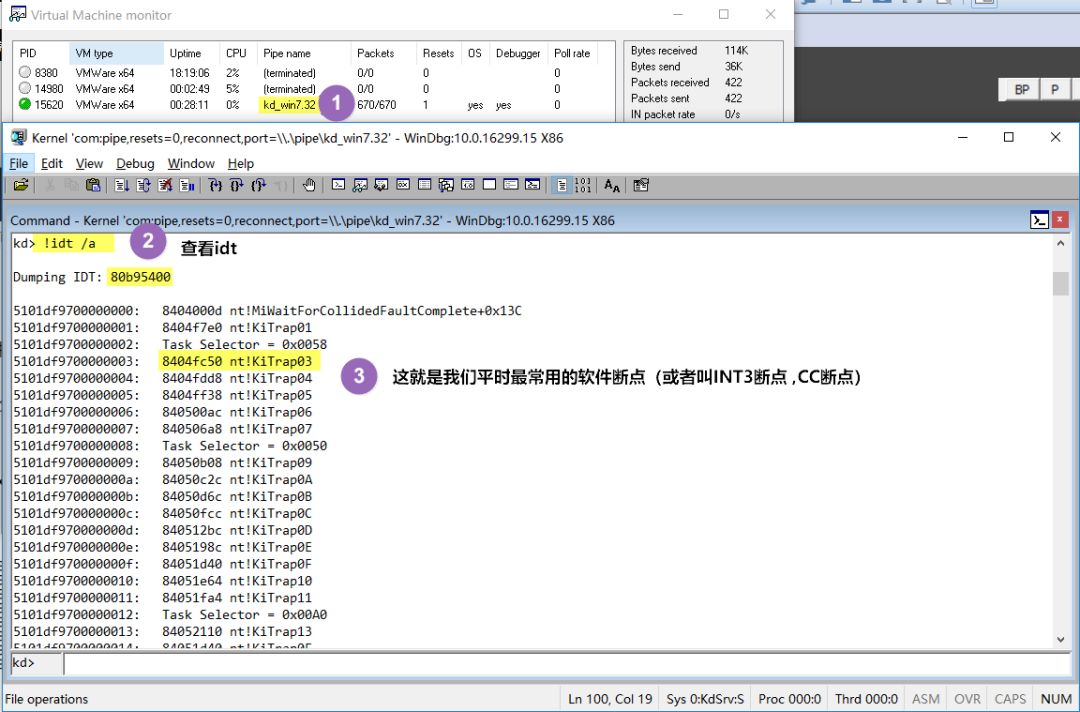 Virtual Machine monitor
PID VM type Uptime CPU Pipe name Packets Resets OS Debugger Poll rate
8380 VMWare x64 18:19:06 2% (terminated) 0/0 0 0
14980 VMWare x64 00:02:49 5% (terminated) 0/0 0 0
15620 VMWare x64 00:28:11 0% kd_win7.32 670/670 1 yes yes 0
1
Bytes received 114K
Bytes send 36K
Packets received 422
Packets sent 422
IN packet rate 0/s
BP P
Kernel 'com:pipe,resets=0,reconnect,port=\\.\pipe\kd_win7.32' - WinDbg:10.0.16299.15 X86
File Edit View Debug Window Help
Command - Kernel 'com:pipe,resets=0,reconnect,port=\\.\pipe\kd_win7.32' - WinDbg:10.0.16299.15 X86
kd> !idt /a
2 查看idt
Dumping IDT: 80b95400
5101df9700000000: 8404000d nt!MiWaitForCollidedFaultComplete+0x13C
5101df9700000001: 8404f7e0 nt!KiTrap01
5101df9700000002: Task Selector = 0x0058
5101df9700000003: 8404fc50 nt!KiTrap03
3 这就是我们平时最常用的软件断点（或者叫INT3断点 ,CC断点）
5101df9700000004: 8404fdd8 nt!KiTrap04
5101df9700000005: 8404ff38 nt!KiTrap05
5101df9700000006: 840500ac nt!KiTrap06
5101df9700000007: 840506a8 nt!KiTrap07
5101df9700000008: Task Selector = 0x0050
5101df9700000009: 84050b08 nt!KiTrap09
5101df970000000a: 84050c2c nt!KiTrap0A
5101df970000000b: 84050d6c nt!KiTrap0B
5101df970000000c: 84050fcc nt!KiTrap0C
5101df970000000d: 840512bc nt!KiTrap0D
5101df970000000e: 8405198c nt!KiTrap0E
5101df970000000f: 84051d40 nt!KiTrap0F
5101df9700000010: 84051e64 nt!KiTrap10
5101df9700000011: 84051fa4 nt!KiTrap11
5101df9700000012: Task Selector = 0x00A0
5101df9700000013: 84052110 nt!KiTrap13
5101df9700000014: 84051d40 nt!KiTrap0F
kd>
File operations
Ln 100, Col 19 Sys 0:KdSrv:S Proc 000:0 Thrd 000:0 ASM OVR CAPS NUM